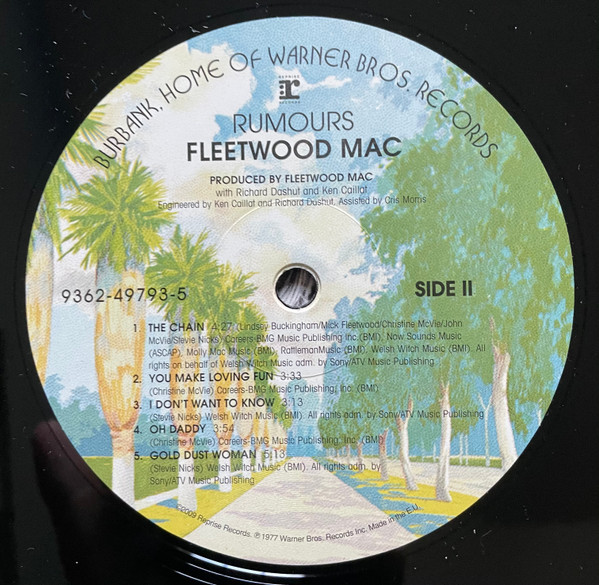 BURBANK, HOME OF WARNER BROS. RECORDS
REPRISE
r
RECORDS
RUMOURS
FLEETWOOD MAC
PRODUCED BY FLEETWOOD MAC
with Richard Dashut and Ken Caillat
Engineered by Ken Caillat and Richard Dashut. Assisted by Cris Morris
9362-49793-5
SIDE II
1 THE CHAIN 4:27 (Lindsey Buckingham/Mick Fleetwood/Christine McVie/John
McVie/Stevie Nicks) Careers-BMG Music Publishing Inc.(BMI), Now Sounds Music
(ASCAP), Molly Mac Music (BMI), RattlemanMusic (BMI), Welsh Witch Music (BMI). All
rights on behalf of Welsh Witch Music adm. by Sony/ATV Music Publishing
2. YOU MAKE LOVING FUN 3:33
(Christine McVie) Careers-BMG Music Publishing, Inc. (BMI)
3. I DON'T WANT TO KNOW 3:13
(Stevie Nicks) Welsh Witch Music (BMI). All rights adm. by Sony/ATV Music Publishing
4. OH DADDY 3:54
(Christine McVie) Careers-BMG Music Publishing, Inc. (BMI)
5. GOLD DUST WOMAN 5:13
(Stevie Nicks) Welsh Witch Music (BMI). All rights adm. by
Sony/ATV Music Publishing
©2009 Reprise Records. ℗ 1977 Warner Bros. Records Inc. Made in the E.U.